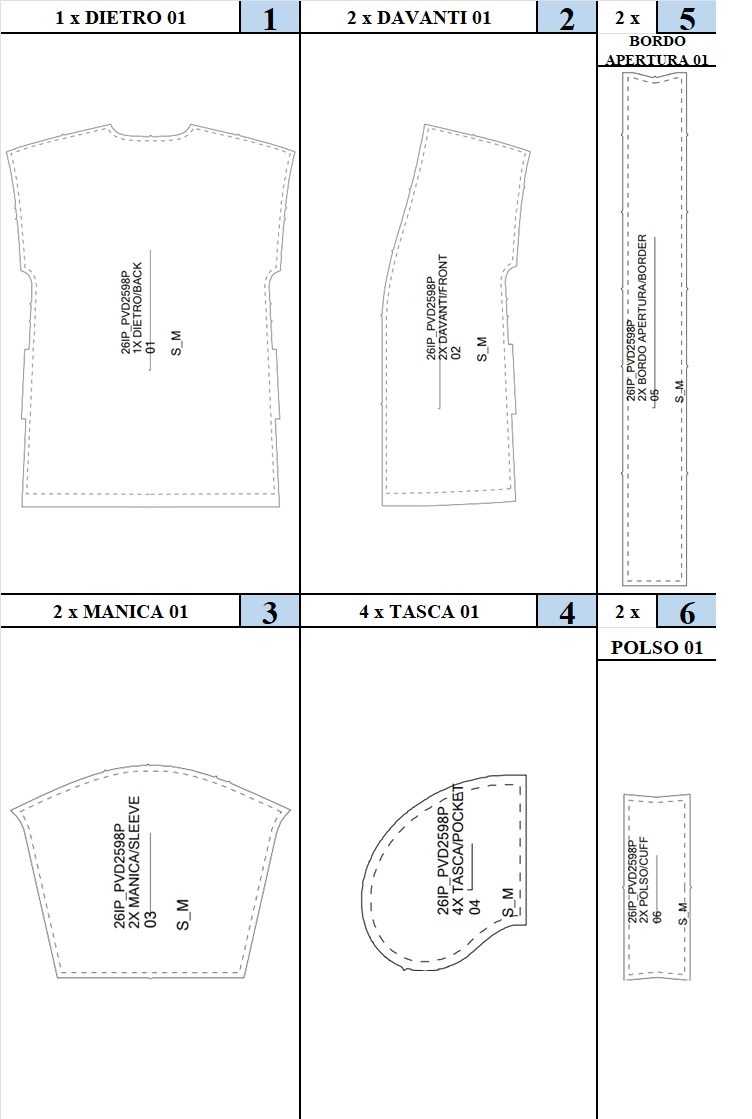 1 x DIETRO 01
1
2 x DAVANTI 01
2
2 x
5
BORDO
APERTURA 01
26IP_PVD2598P
1X DIETRO/BACK
01
S_M
26IP_PVD2598P
2X DAVANTI/FRONT
02
S_M
26IP_PVD2598P
2X BORDO APERTURA/BORDER
05
S_M
2 x MANICA 01
3
4 x TASCA 01
4
2 x
6
POLSO 01
26IP_PVD2598P
2X MANICA/SLEEVE
03
S_M
26IP_PVD2598P
4X TASCA/POCKET
04
S_M
26IP_PVD2598P
2X POLSO/CUFF
06
S_M